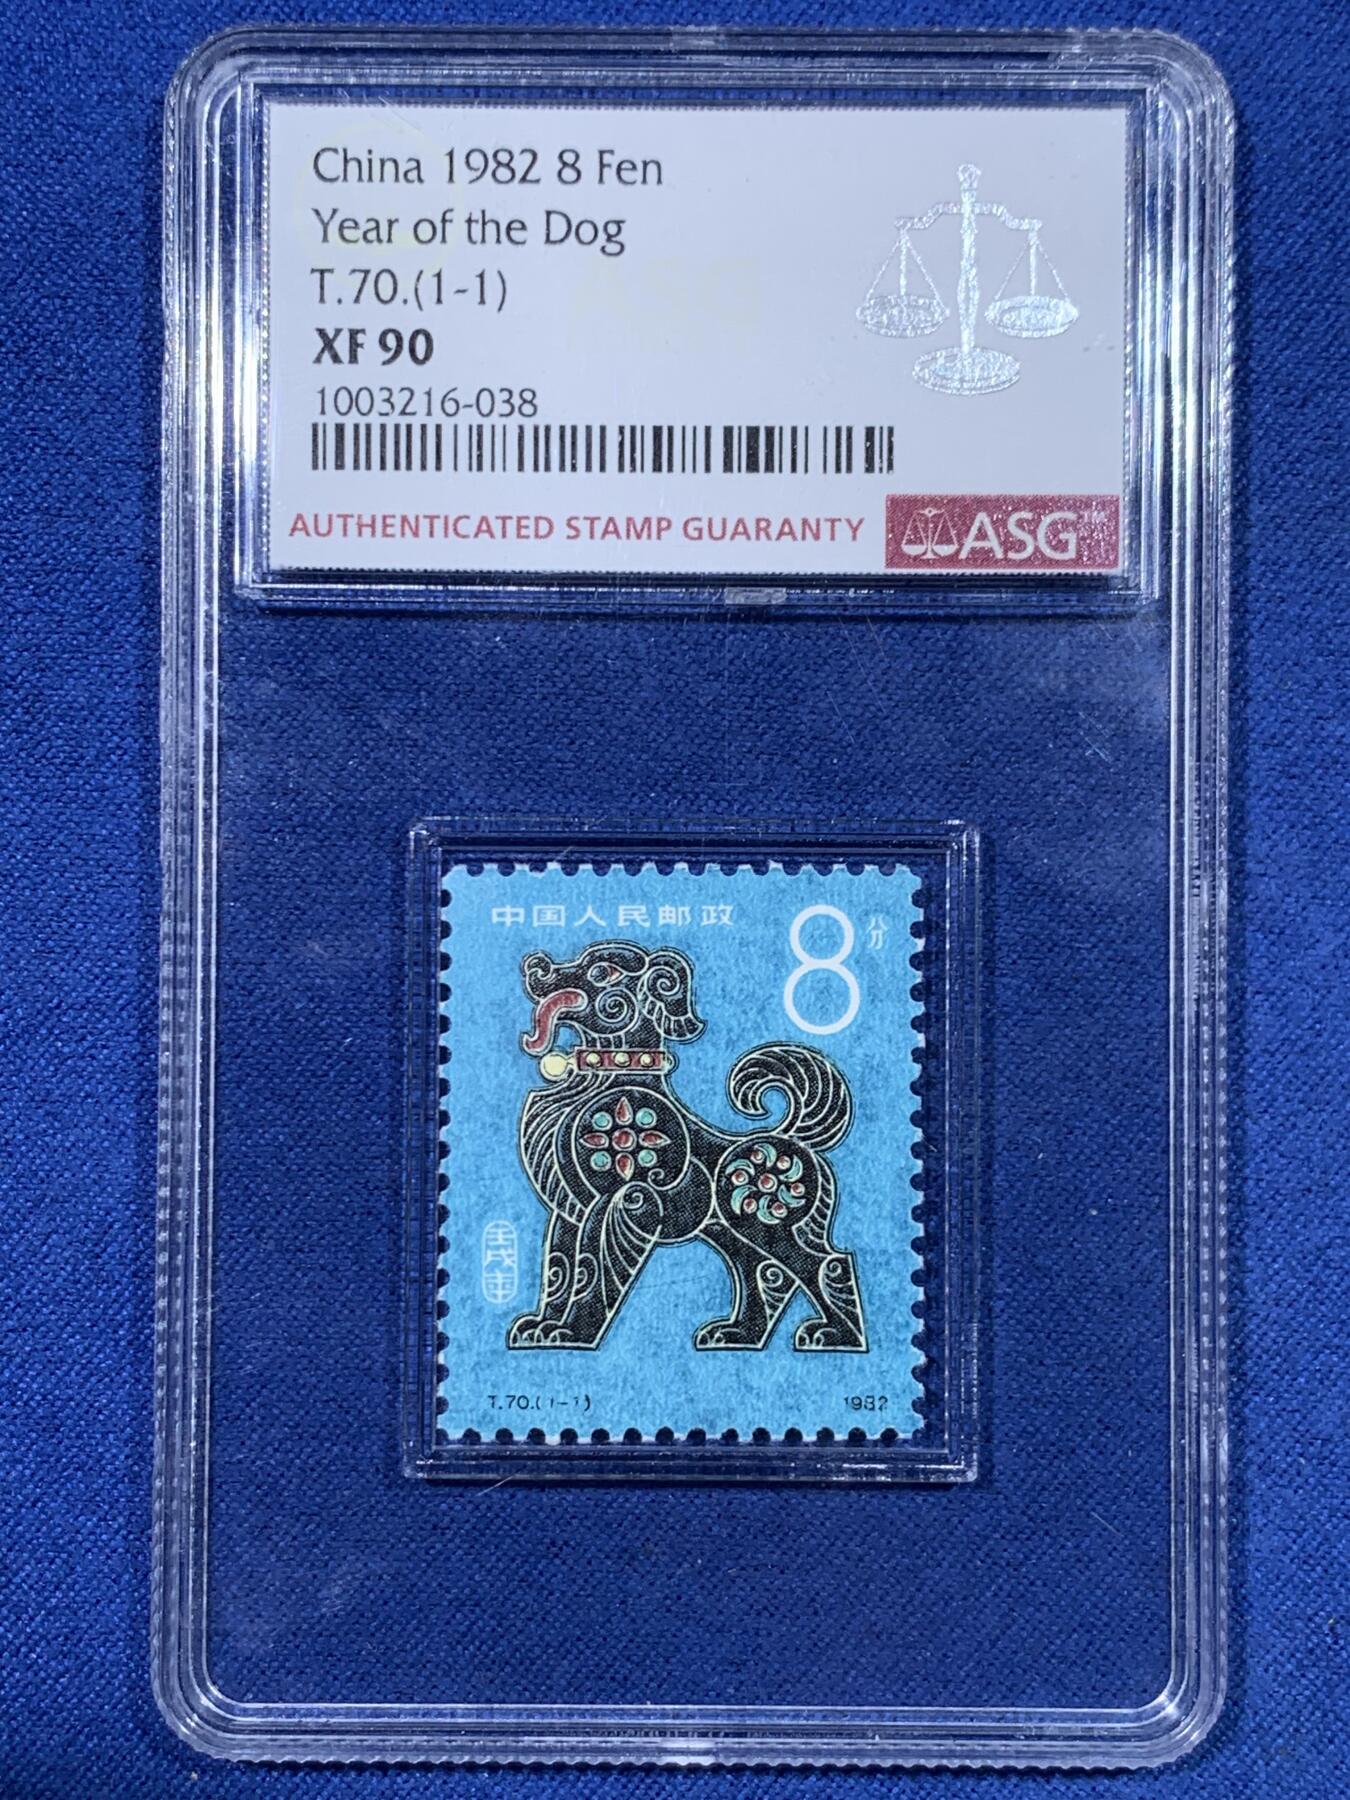 China 1982 8 Fen
Year of the Dog
T.70.(1-1)
XF 90
1003216-038
AUTHENTICATED STAMP GUARANTY
ASG
中国人民邮政
8分
壬戌年
T.70.(1-1)
1982